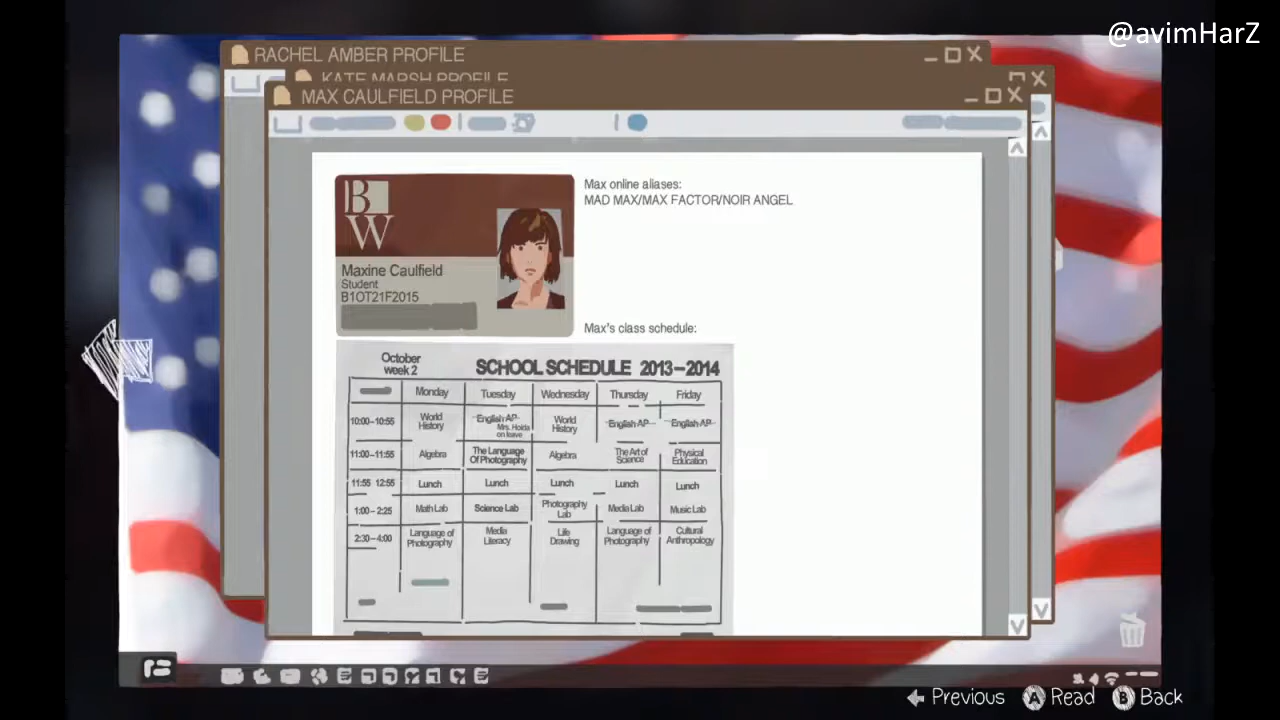 @avimHarZ
RACHEL AMBER PROFILE
KATE MARSH PROFILE
MAX CAULFIELD PROFILE
Max online aliases:
MAD MAX/MAX FACTOR/NOIR ANGEL
B
W
Maxine Caulfield
Student
B1OT21F2015
Max's class schedule:
October
week 2
SCHOOL SCHEDULE 2013-2014
Monday Tuesday Wednesday Thursday Friday
10:00-10:55 World History English AP Mrs. Hoida on leave World History English AP English AP
11:00-11:55 Algebra The Language Of Photography Algebra The Art of Science Physical Education
11:55 12:55 Lunch Lunch Lunch Lunch Lunch
1:00-2:25 Math Lab Science Lab Photography Lab Media Lab Music Lab
2:30-4:00 Language of Photography Media Literacy Life Drawing Language of Photography Cultural Anthropology
Previous A Read B Back